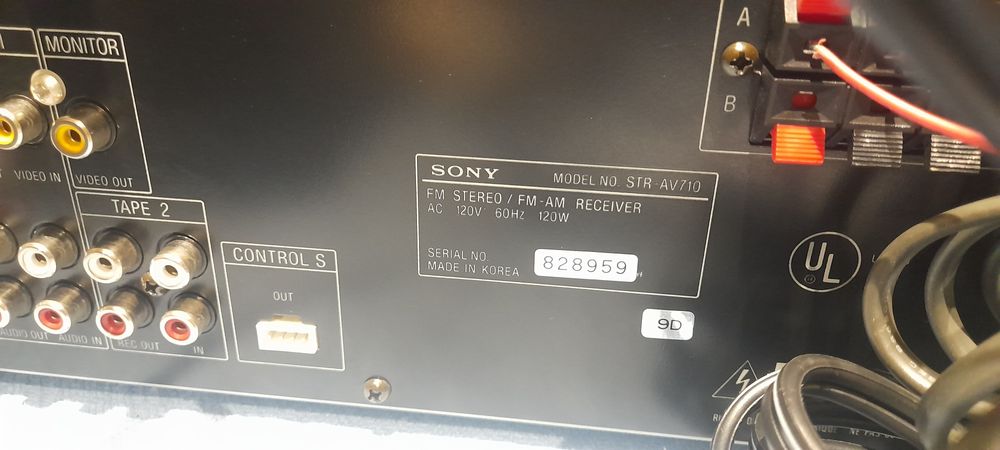 MONITOR
VIDEO IN
VIDEO OUT
TAPE 2
AUDIO OUT
AUDIO IN
REC OUT
IN
CONTROL S
OUT
SONY
MODEL NO. STR-AV710
FM STEREO / FM-AM RECEIVER
AC 120V 60Hz 120W
SERIAL NO.
828959
MADE IN KOREA
9D
A
B
UL